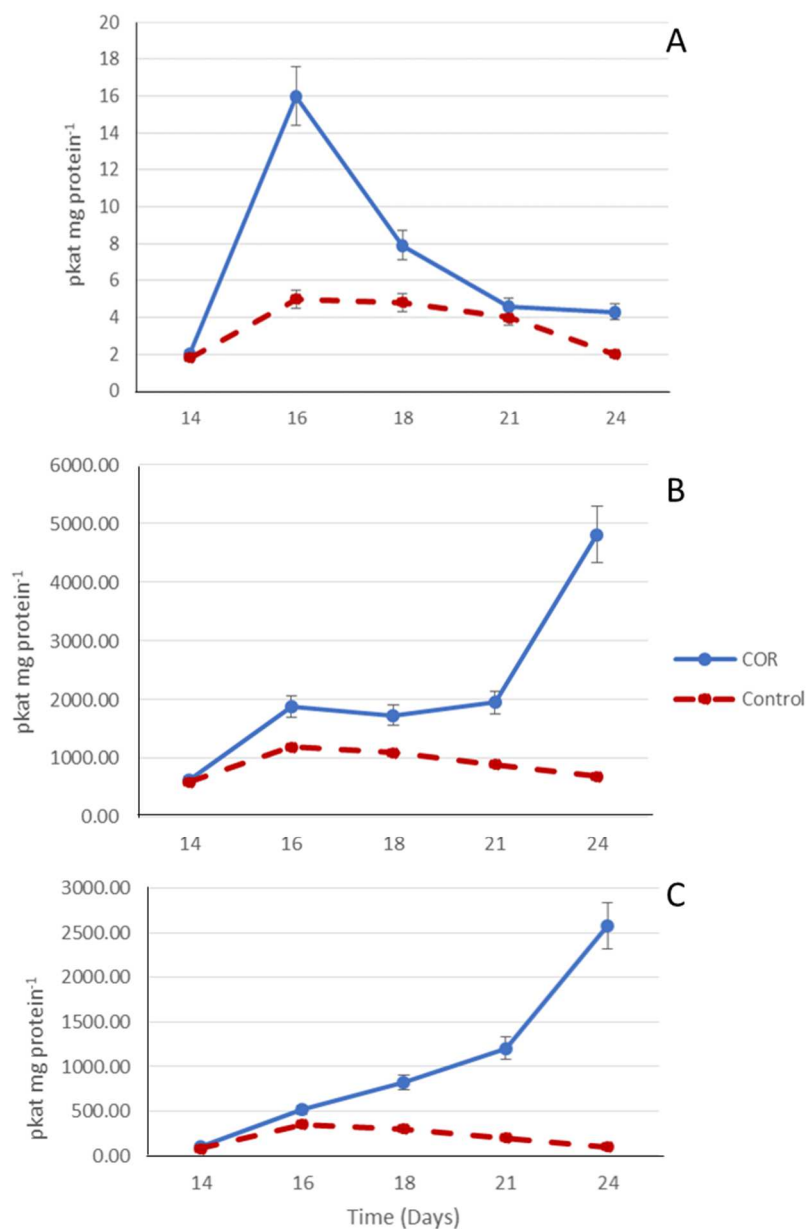 A
20
18
16
14
12
10
8
6
4
2
0
pkat mg protein⁻¹
14 16 18 21 24
B
6000.00
5000.00
4000.00
3000.00
2000.00
1000.00
0.00
pkat mg protein⁻¹
14 16 18 21 24
COR
Control
C
3000.00
2500.00
2000.00
1500.00
1000.00
500.00
0.00
pkat mg protein⁻¹
14 16 18 21 24
Time (Days)